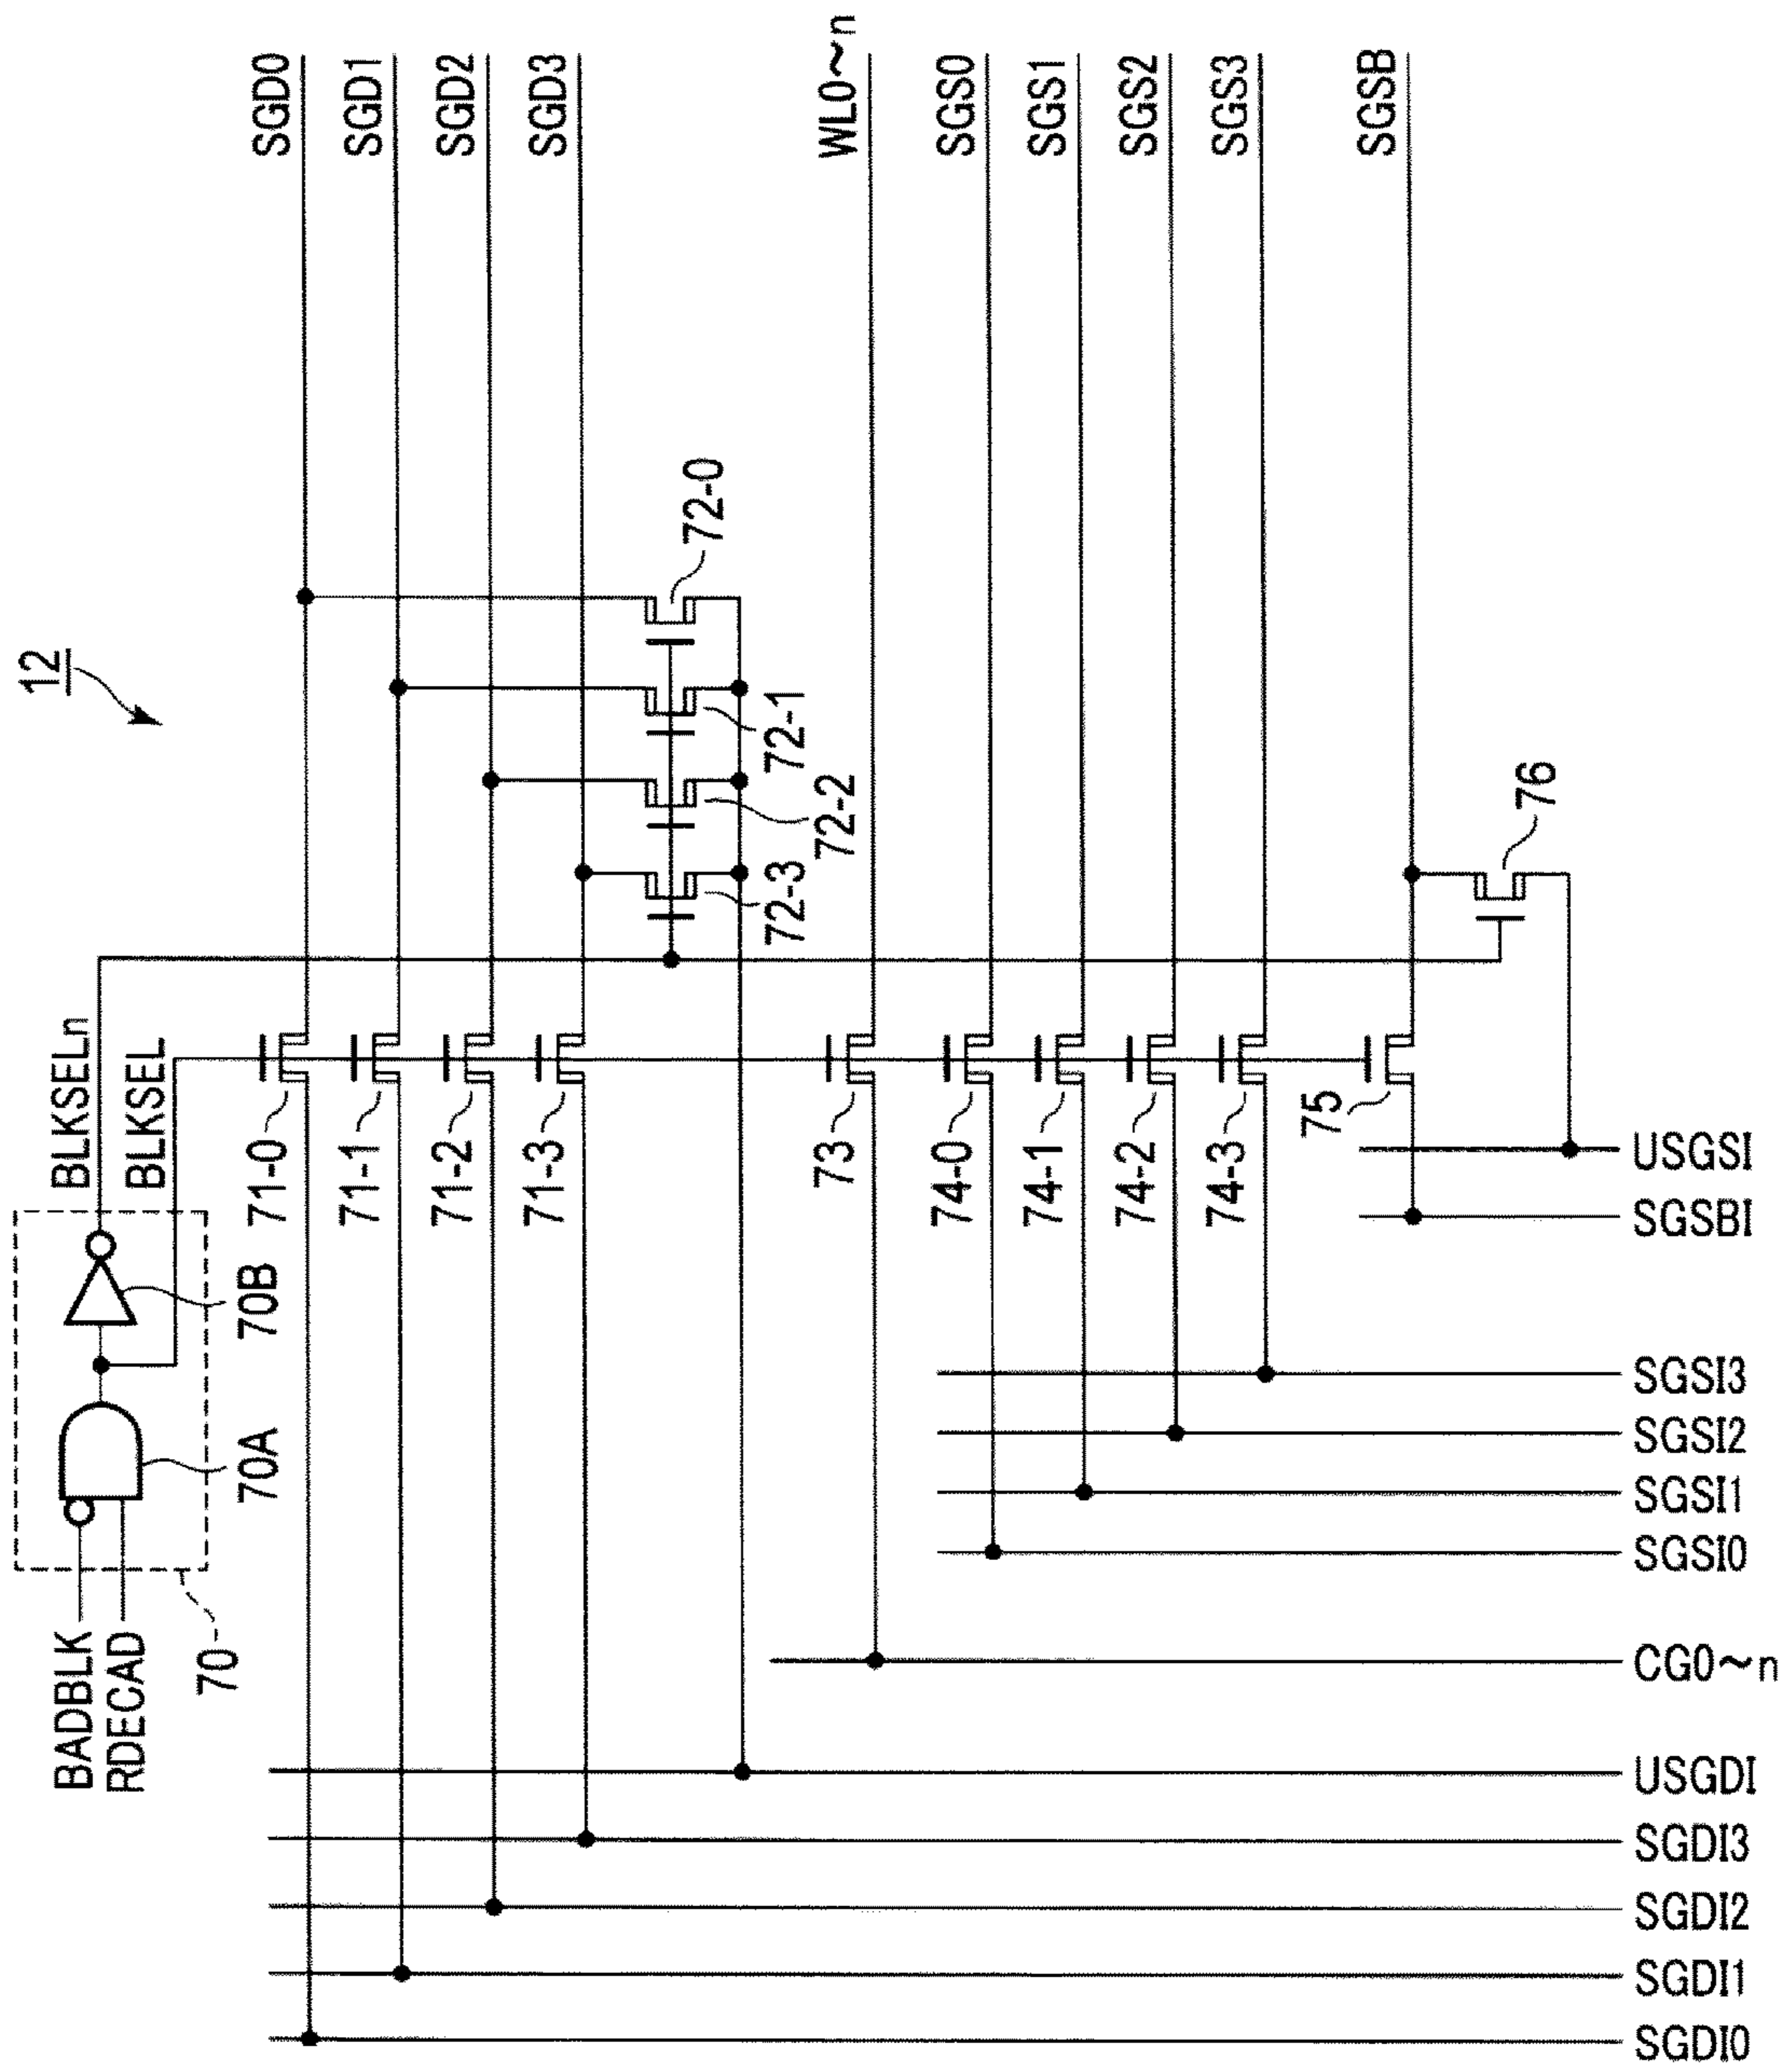 12
BADBLK
RDECAD
70
70A
70B
BLKSELn
BLKSEL
71-0
71-1
71-2
71-3
72-0
72-1
72-2
72-3
73
74-0
74-1
74-2
74-3
75
76
SGD0
SGD1
SGD2
SGD3
WL0~n
SGS0
SGS1
SGS2
SGS3
SGSB
USGSI
SGSBI
SGSI3
SGSI2
SGSI1
SGSI0
CG0~n
USGDI
SGDI3
SGDI2
SGDI1
SGDI0